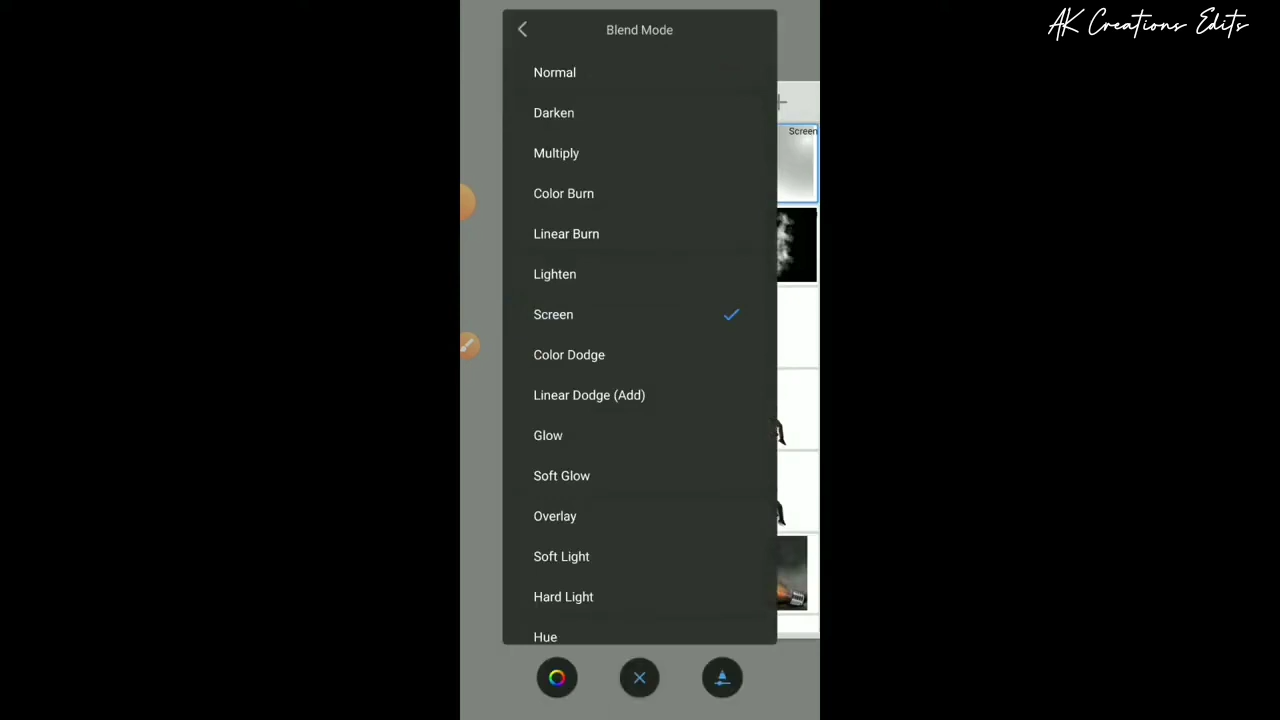 AK Creations Edits
Blend Mode
Normal
Darken
Screen
Multiply
Color Burn
Linear Burn
Lighten
Screen
Color Dodge
Linear Dodge (Add)
Glow
Soft Glow
Overlay
Soft Light
Hard Light
Hue